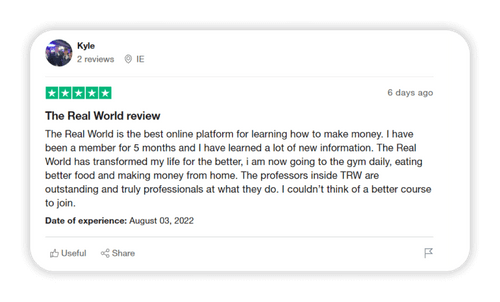 Kyle
2 reviews IE
6 days ago
The Real World review
The Real World is the best online platform for learning how to make money. I have
been a member for 5 months and I have learned a lot of new information. The Real
World has transformed my life for the better, i am now going to the gym daily, eating
better food and making money from home. The professors inside TRW are
outstanding and truly professionals at what they do. I couldn't think of a better course
to join.
Date of experience: August 03, 2022
Useful Share